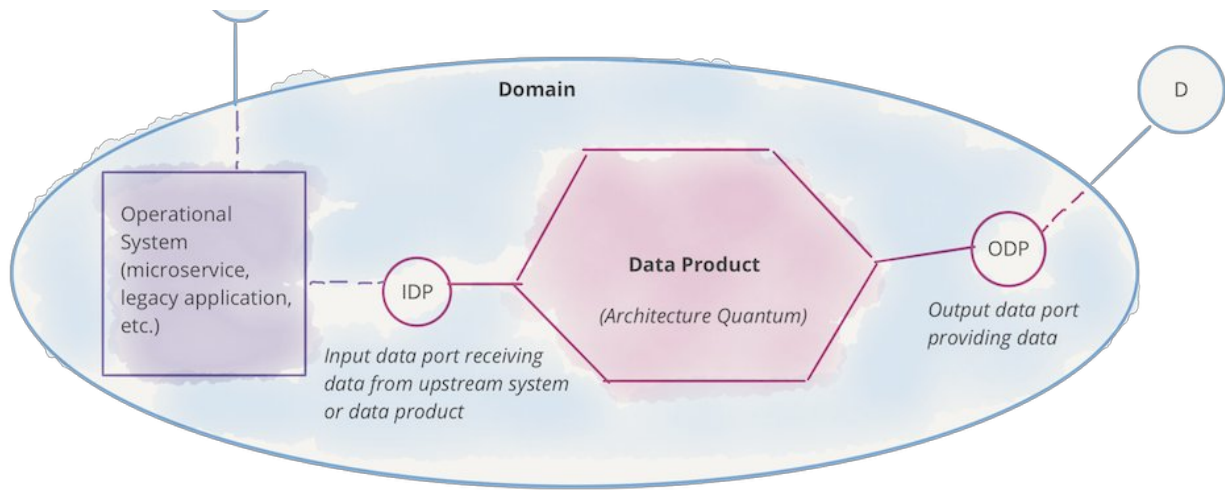 Domain
D
Operational
System
(microservice,
legacy application,
etc.)
IDP
Input data port receiving
data from upstream system
or data product
Data Product
(Architecture Quantum)
ODP
Output data port
providing data